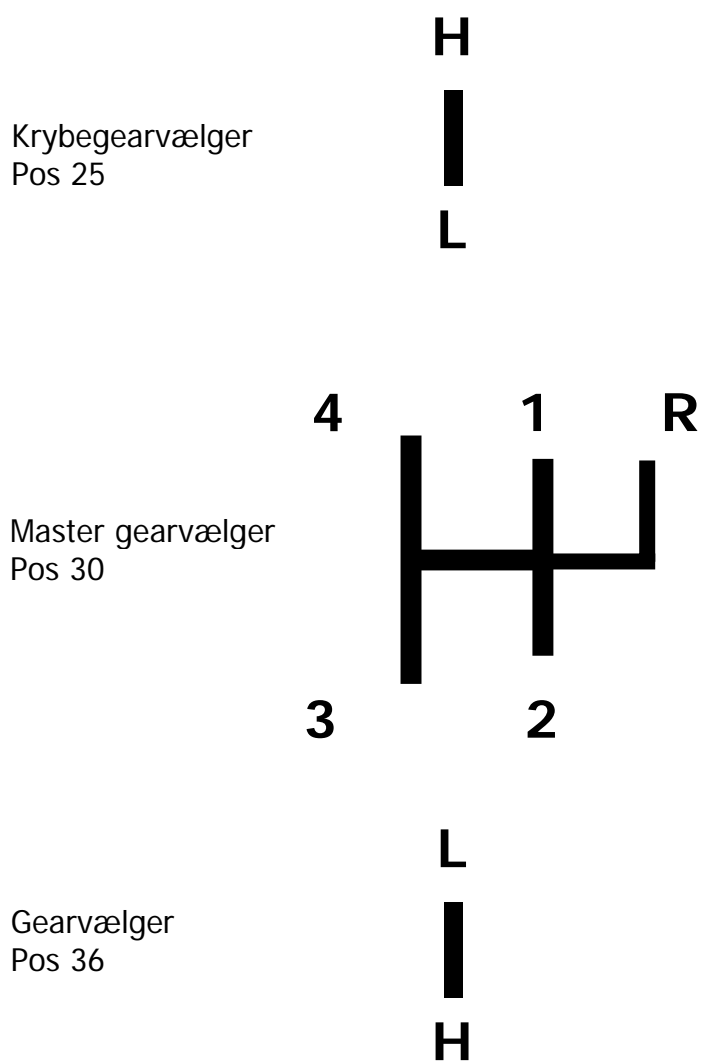 H
Krybegearvælger
Pos 25
L
4 1 R
Master gearvælger
Pos 30
3 2
L
Gearvælger
Pos 36
H